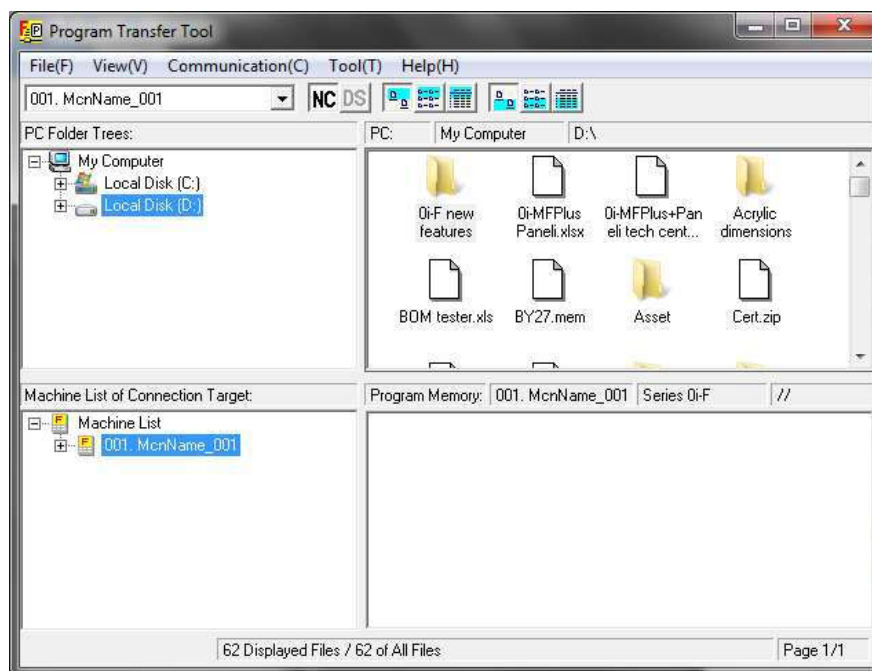 Program Transfer Tool
File(F) View(V) Communication(C) Tool(T) Help(H)
001. McnName_001 NC DS
PC Folder Trees:
PC: My Computer D:\
My Computer
Local Disk (C:)
Local Disk (D:)
0i-F new features
0i-MFPlus Paneli.xlsx
0i-MFPlus+Pan eli tech cent...
Acrylic dimensions
BOM tester.xls
BY27.mem
Asset
Cert.zip
Machine List of Connection Target:
Program Memory: 001. McnName_001 Series 0i-F //
Machine List
001. McnName_001
62 Displayed Files / 62 of All Files
Page 1/1